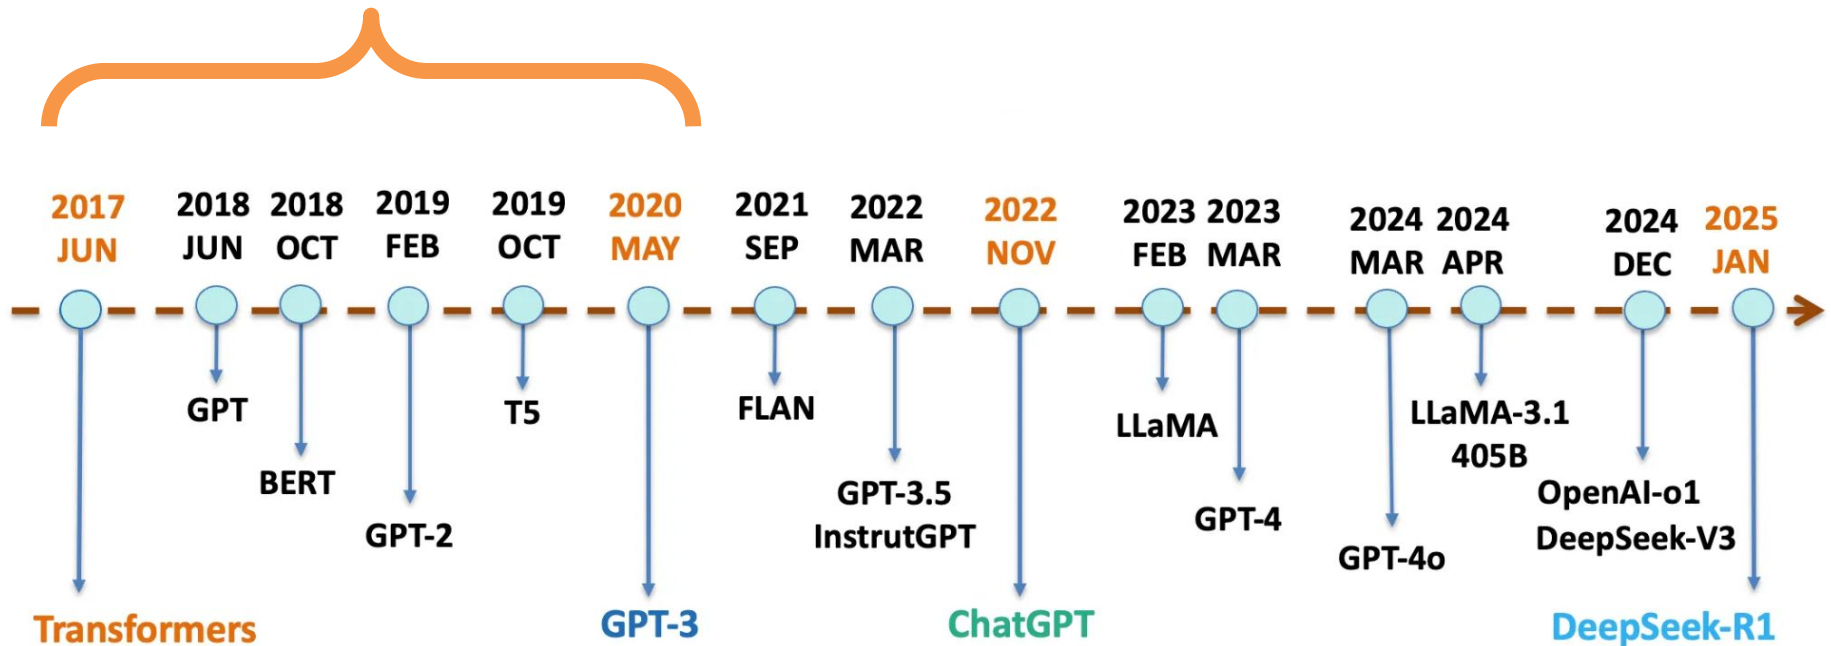 2017
JUN
2018
JUN
2018
OCT
2019
FEB
2019
OCT
2020
MAY
2021
SEP
2022
MAR
2022
NOV
2023
FEB
2023
MAR
2024
MAR
2024
APR
2024
DEC
2025
JAN
GPT
BERT
GPT-2
T5
FLAN
GPT-3.5
InstrutGPT
LLaMA
GPT-4
GPT-4o
LLaMA-3.1
405B
OpenAI-o1
DeepSeek-V3
Transformers
GPT-3
ChatGPT
DeepSeek-R1